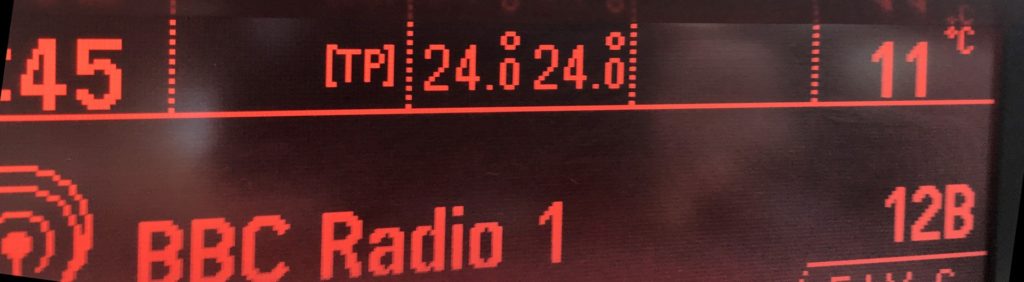 :45 [TP] 24.0° 24.0° 11 °C
12B
BBC Radio 1